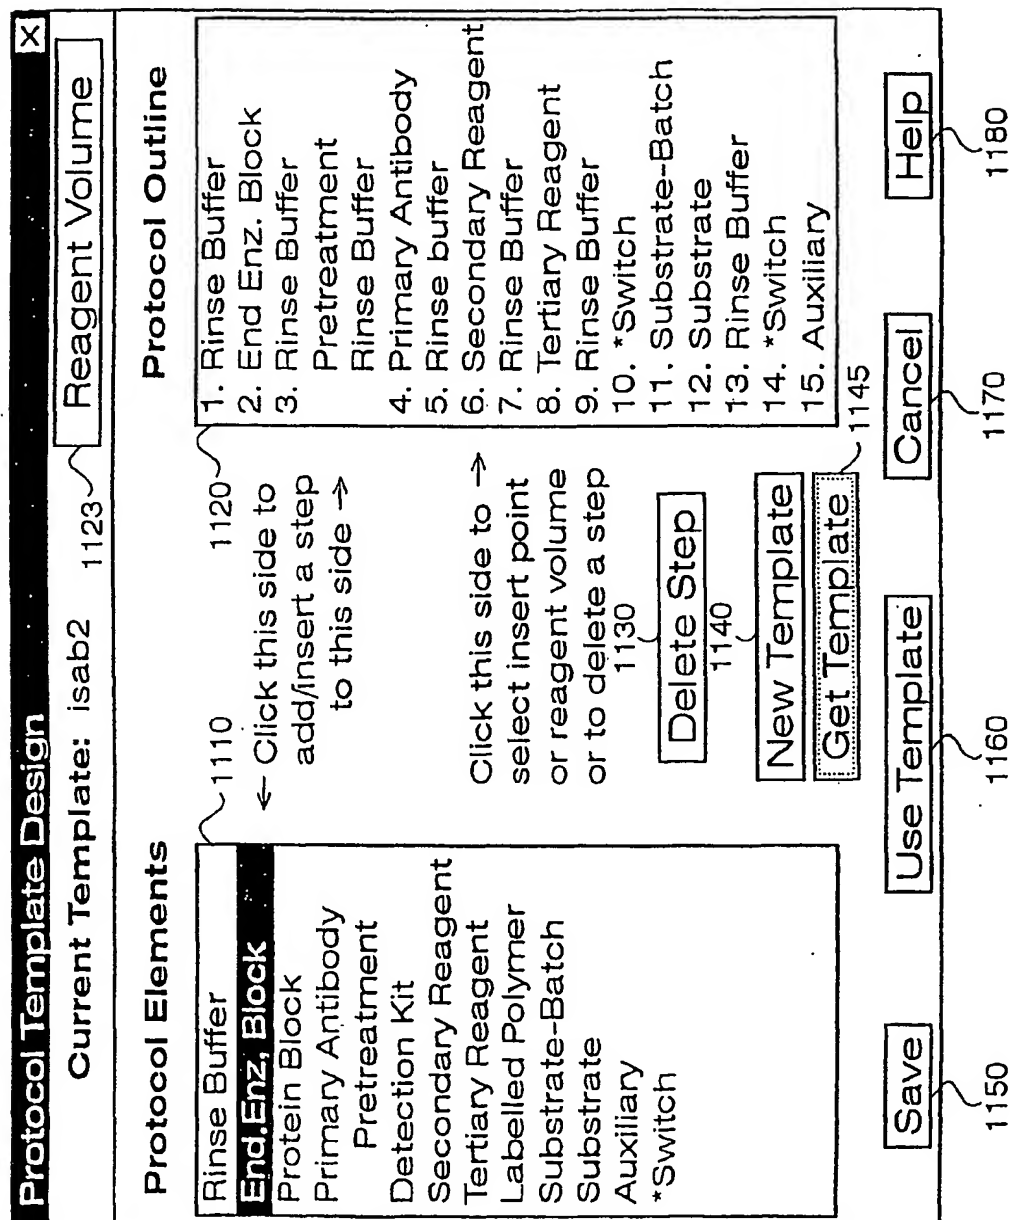 Protocol Template Design X
Current Template: isab2
1123
Reagent Volume
Protocol Elements
1110
Rinse Buffer
End.Enz, Block
Protein Block
Primary Antibody
Pretreatment
Detection Kit
Secondary Reagent
Tertiary Reagent
Labelled Polymer
Substrate-Batch
Substrate
Auxiliary
*Switch
← Click this side to
add/insert a step
to this side →
Click this side to →
select insert point
or reagent volume
or to delete a step
1130
Delete Step
1140
New Template
Get Template
1145
Protocol Outline
1120
1. Rinse Buffer
2. End Enz. Block
3. Rinse Buffer
Pretreatment
Rinse Buffer
4. Primary Antibody
5. Rinse buffer
6. Secondary Reagent
7. Rinse Buffer
8. Tertiary Reagent
9. Rinse Buffer
10. *Switch
11. Substrate-Batch
12. Substrate
13. Rinse Buffer
14. *Switch
15. Auxiliary
Save
Use Template
Cancel
Help
1150
1160
1170
1180